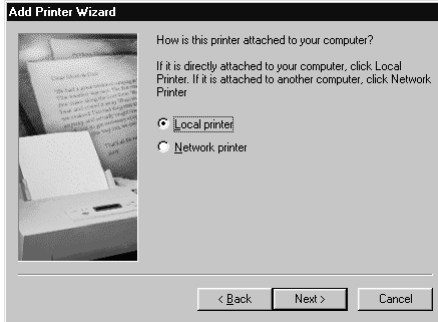 Add Printer Wizard
How is this printer attached to your computer?
If it is directly attached to your computer, click Local
Printer. If it is attached to another computer, click Network
Printer
Local printer
Network printer
< Back
Next >
Cancel